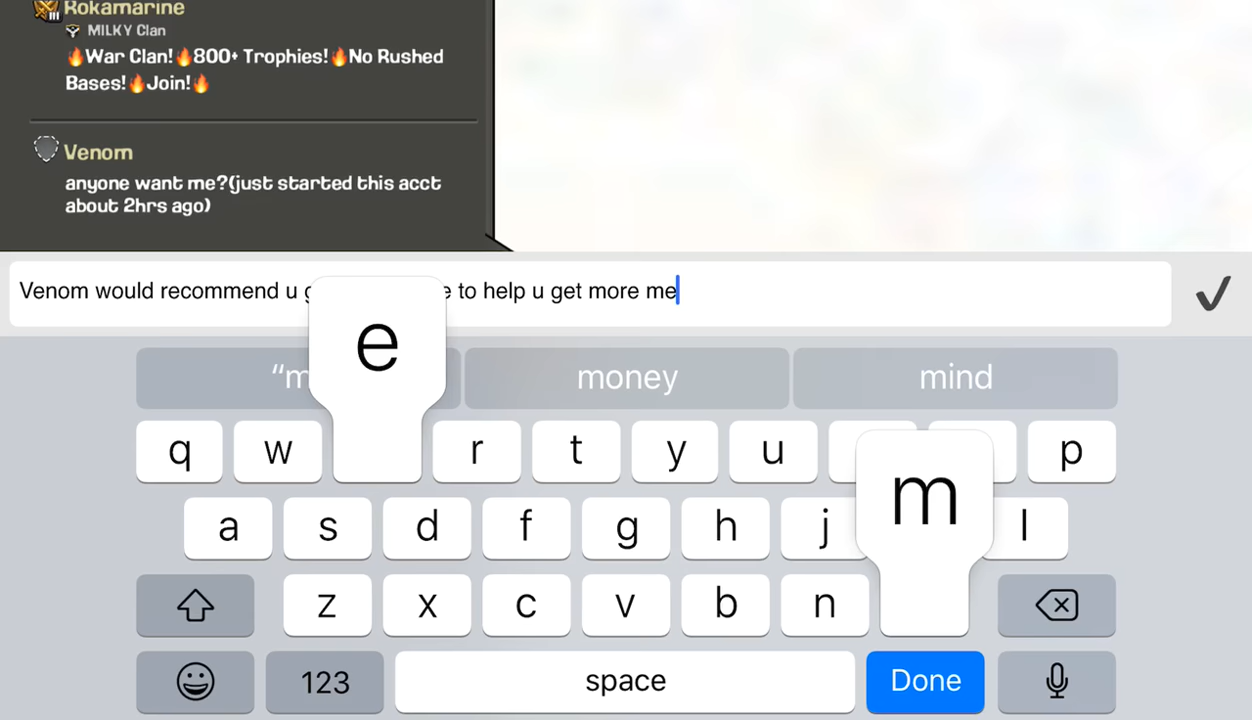 Rokamarine
MILKY Clan
🔥War Clan!🔥800+ Trophies!🔥No Rushed
Bases!🔥Join!🔥
Venom
anyone want me?(just started this acct
about 2hrs ago)
Venom would recommend u to help u get more me
money mind
e
q w r t y u p
m
a s d f g h j l
z x c v b n
123 space Done